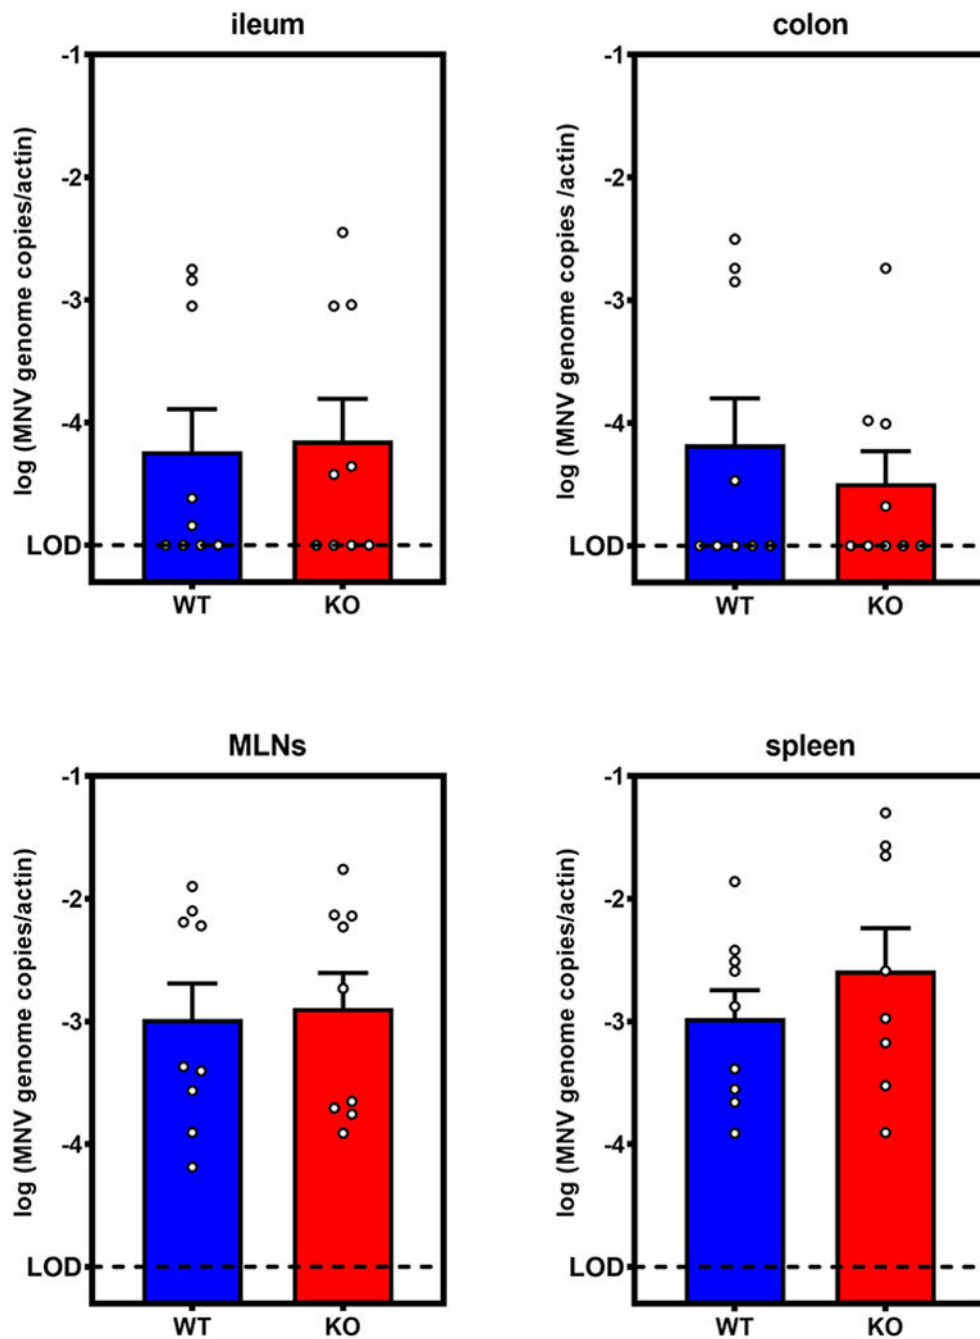 ileum
log (MNV genome copies/actin)
-1
-2
-3
-4
LOD
WT KO
colon
log (MNV genome copies /actin)
-1
-2
-3
-4
LOD
WT KO
MLNs
log (MNV genome copies/actin)
-1
-2
-3
-4
LOD
WT KO
spleen
log (MNV genome copies/actin)
-1
-2
-3
-4
LOD
WT KO